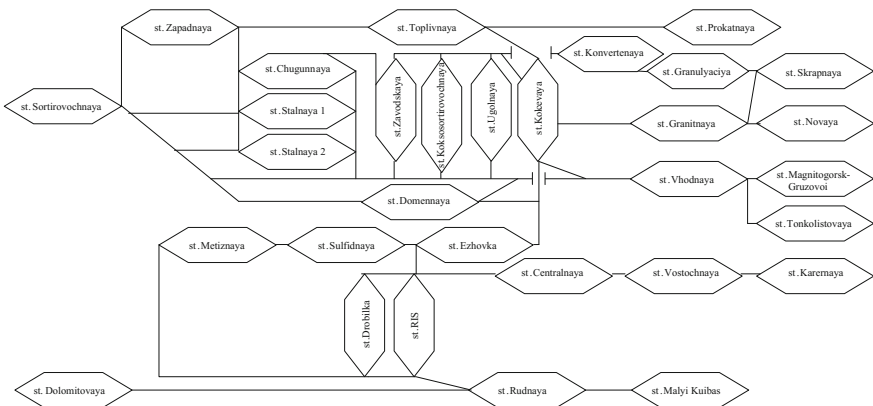 st. Zapadnaya
st. Toplivnaya
st. Prokatnaya
st. Konvertenaya
st. Chugunnaya
st. Granulyaciya
st. Skrapnaya
st. Sortirovochnaya
st. Stalnaya 1
st. Zavodskaya
st. Koksosortirovochnaya
st. Ugolnaya
st. Kokevaya
st. Granitnaya
st. Novaya
st. Stalnaya 2
st. Vhodnaya
st. Magnitogorsk-
Gruzovoi
st. Domennaya
st. Tonkolistovaya
st. Metiznaya
st. Sulfidnaya
st. Ezhovka
st. Centralnaya
st. Vostochnaya
st. Karernaya
st. Drobilka
st. RIS
st. Dolomitovaya
st. Rudnaya
st. Malyi Kuibas